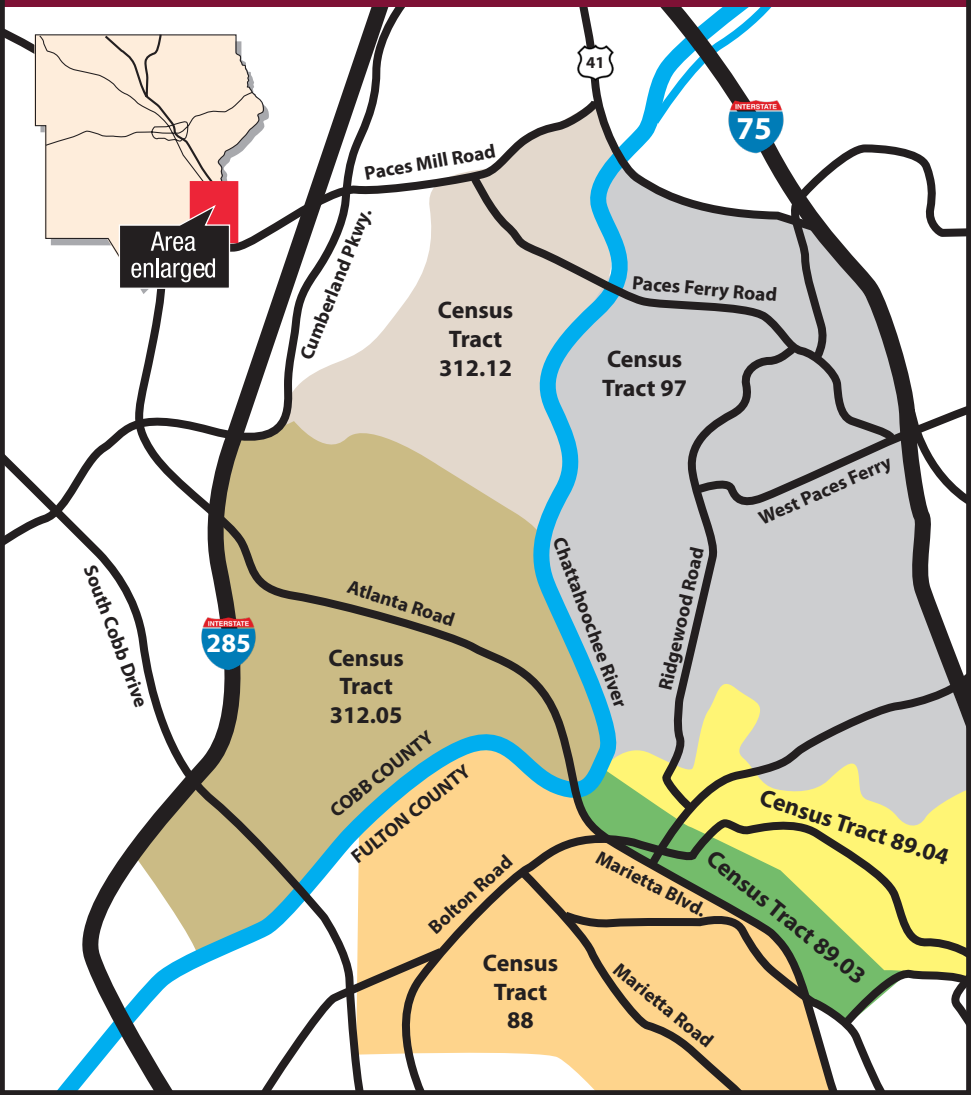 41
INTERSTATE
75
Paces Mill Road
Area
enlarged
Cumberland Pkwy.
Paces Ferry Road
Census
Tract
312.12
Census
Tract 97
West Paces Ferry
Chattahoochee River
Ridgewood Road
South Cobb Drive
Atlanta Road
INTERSTATE
285
Census
Tract
312.05
COBB COUNTY
FULTON COUNTY
Census Tract 89.04
Bolton Road
Marietta Blvd.
Census Tract 89.03
Census
Tract
88
Marietta Road